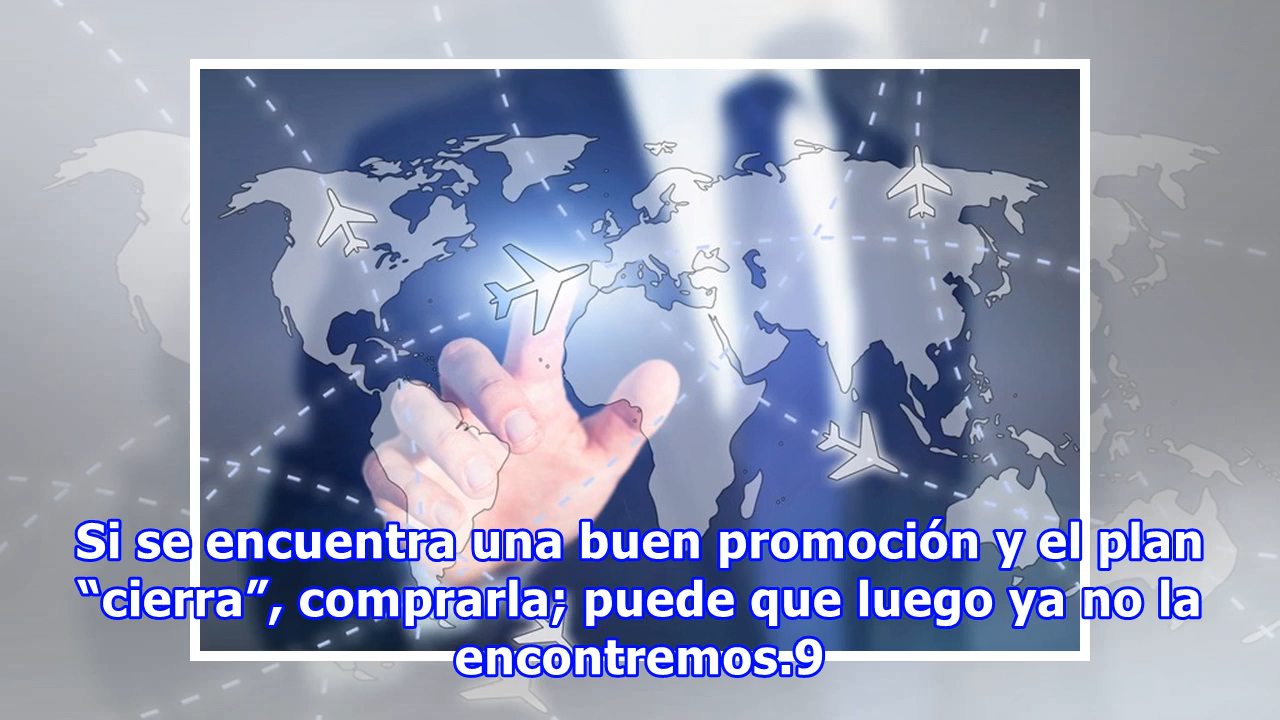 Si se encuentra una buen promoción y el plan
“cierra”, comprarla; puede que luego ya no la
encontremos.9